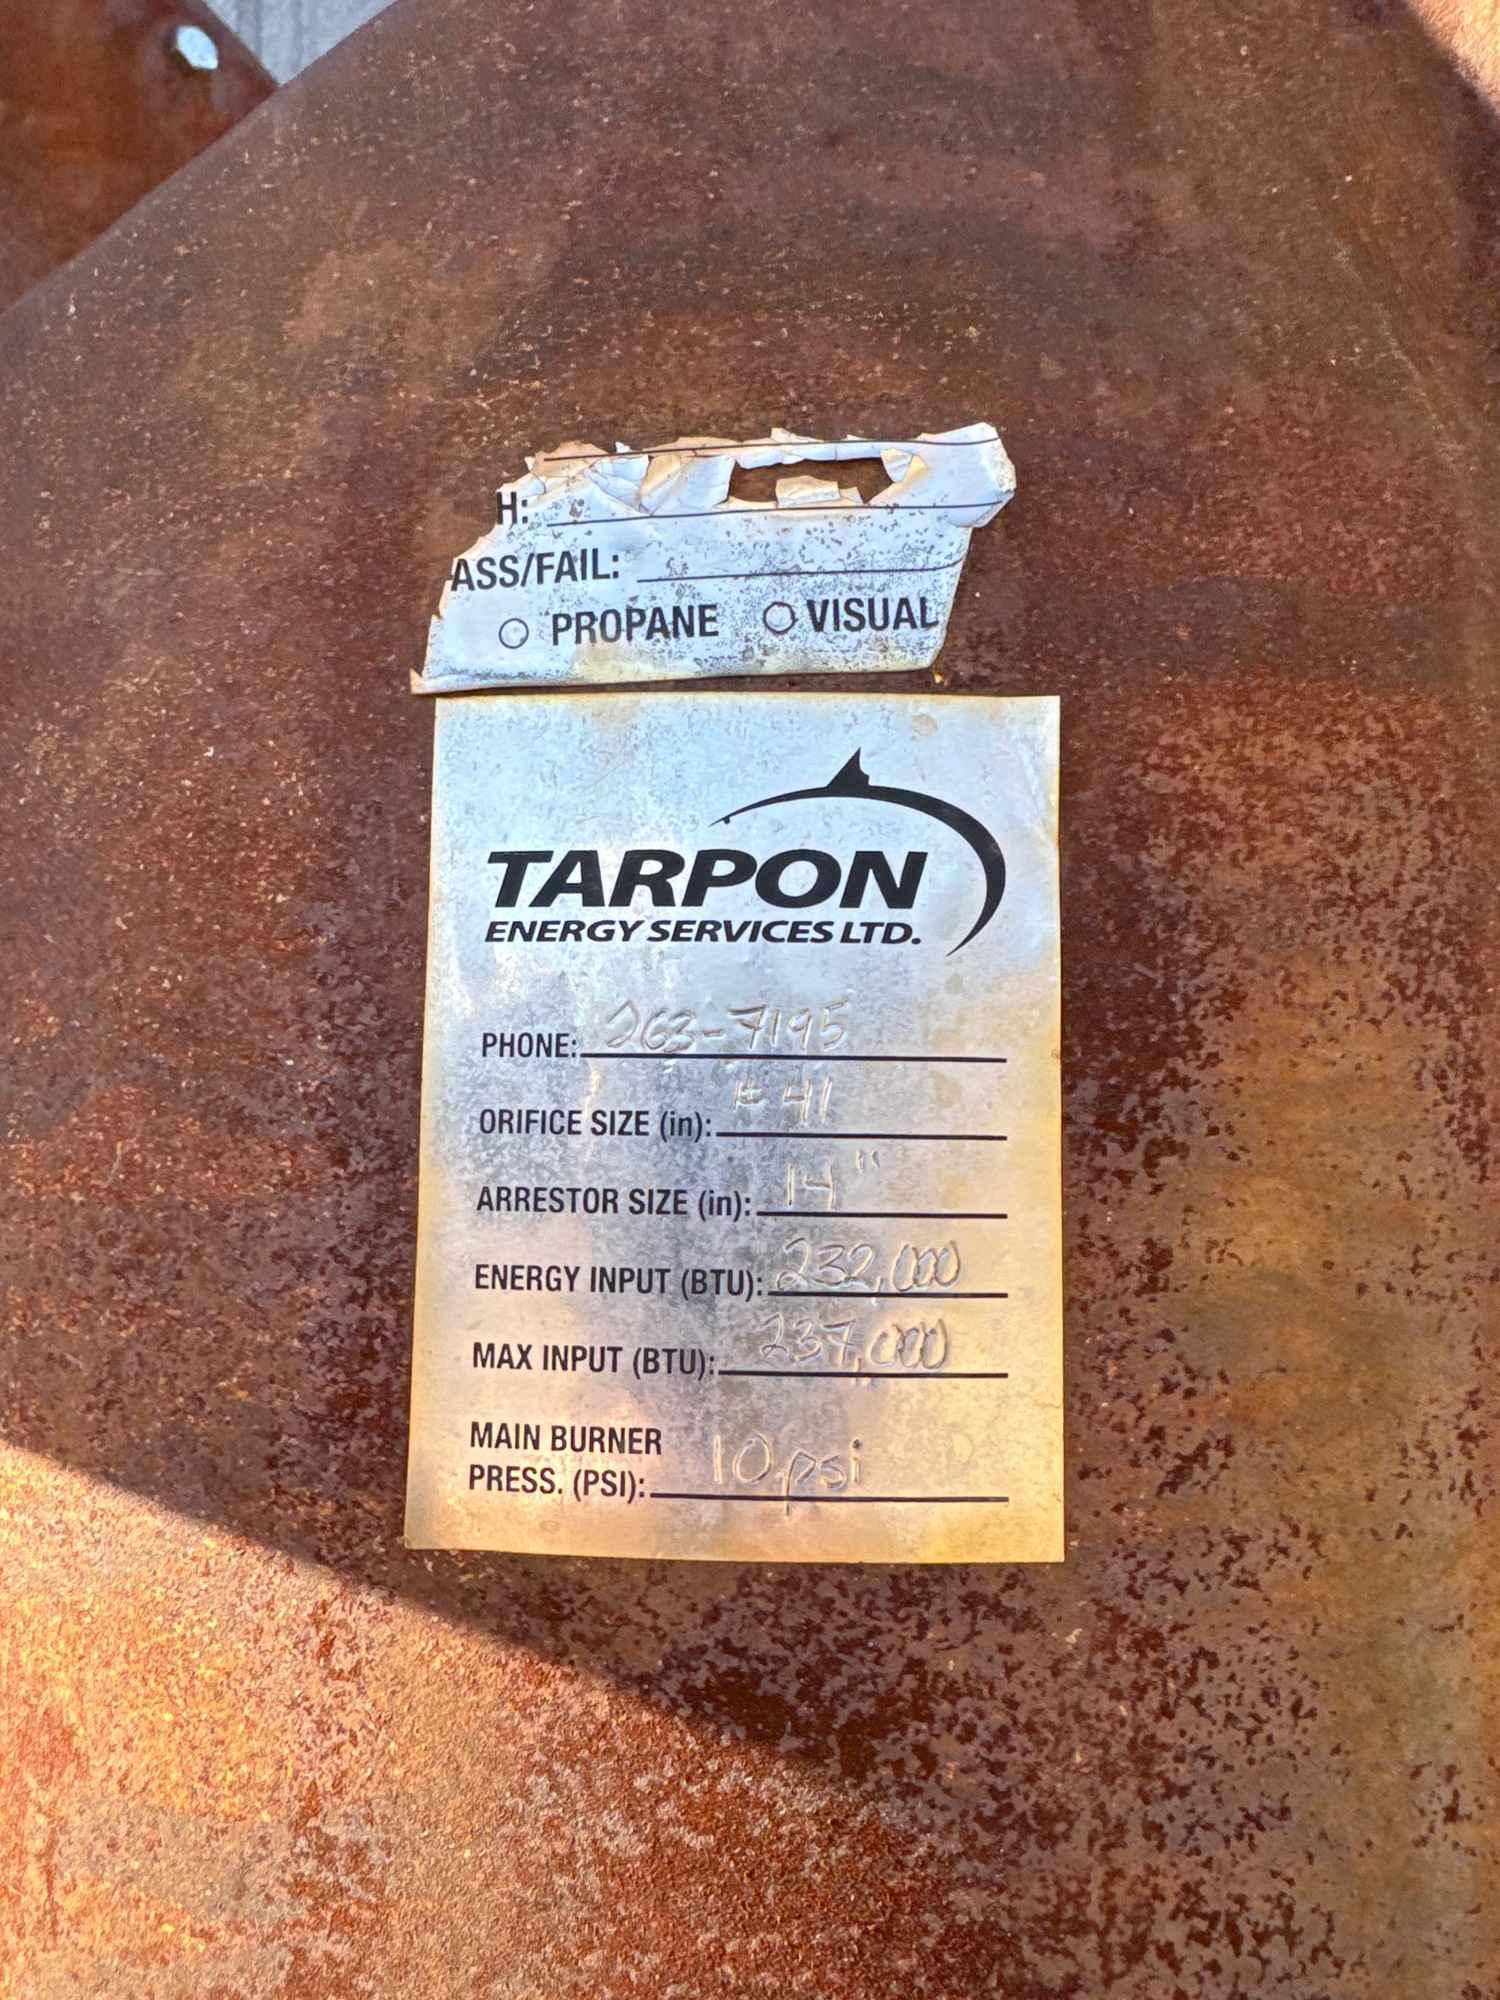 H:
ASS/FAIL:
PROPANE VISUAL
TARPON
ENERGY SERVICES LTD.
PHONE: 263-7195
ORIFICE SIZE (in): #41
ARRESTOR SIZE (in): 14"
ENERGY INPUT (BTU): 232,000
MAX INPUT (BTU): 237,000
MAIN BURNER
PRESS. (PSI): 10 psi